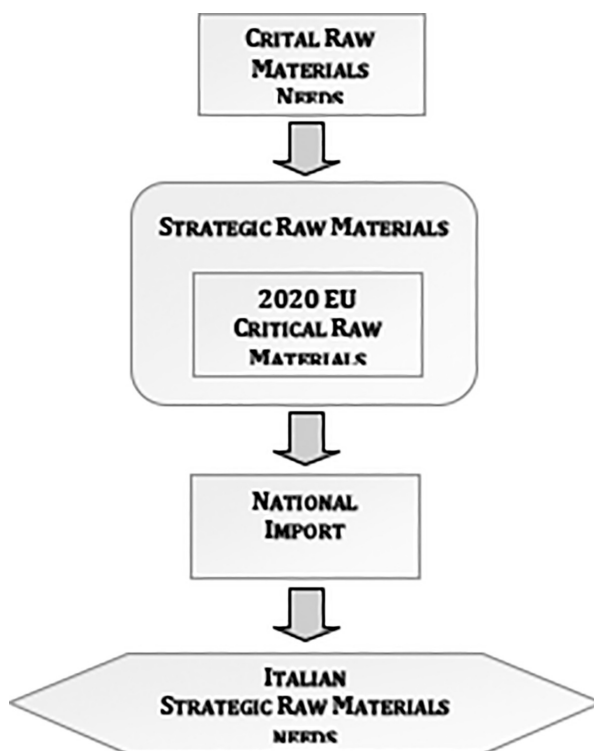 CRITAL RAW
MATERIALS
NEEDS
STRATEGIC RAW MATERIALS
2020 EU
CRITICAL RAW
MATERIALS
NATIONAL
IMPORT
ITALIAN
STRATEGIC RAW MATERIALS
NEEDS